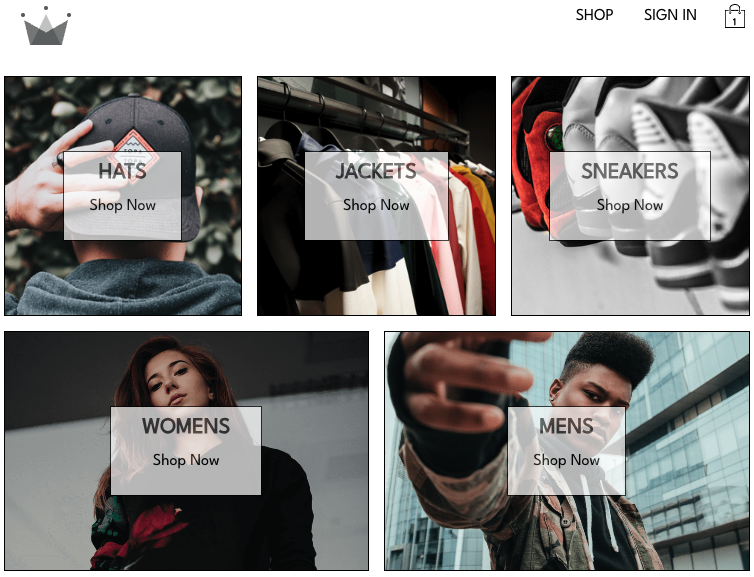 SHOP SIGN IN 1
HATS
Shop Now
JACKETS
Shop Now
SNEAKERS
Shop Now
WOMENS
Shop Now
MENS
Shop Now